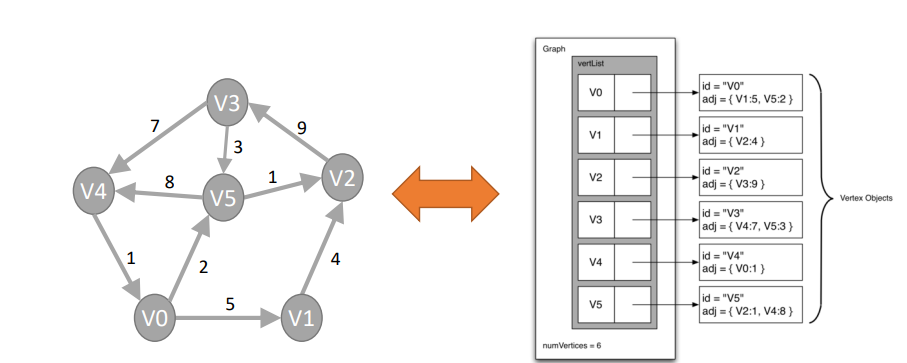 V3
7
9
3
V4
8
V5
1
V2
1
2
4
V0
5
V1
Graph
vertList
V0
id = "V0"
adj = { V1:5, V5:2 }
V1
id = "V1"
adj = { V2:4 }
V2
id = "V2"
adj = { V3:9 }
V3
id = "V3"
adj = { V4:7, V5:3 }
V4
id = "V4"
adj = { V0:1 }
V5
id = "V5"
adj = { V2:1, V4:8 }
Vertex Objects
numVertices = 6